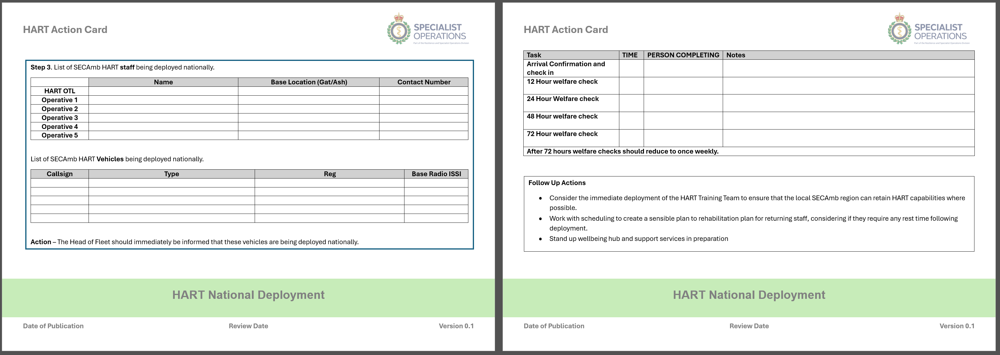 HART Action Card
SPECIALIST
OPERATIONS
Part of the Resilience and Specialist Operations Division
Step 3. List of SECAmb HART staff being deployed nationally.
Name Base Location (Gat/Ash) Contact Number
HART OTL
Operative 1
Operative 2
Operative 3
Operative 4
Operative 5
List of SECAmb HART Vehicles being deployed nationally.
Callsign Type Reg Base Radio ISSI
Action – The Head of Fleet should immediately be informed that these vehicles are being deployed nationally.
HART National Deployment
Date of Publication Review Date Version 0.1
HART Action Card
SPECIALIST
OPERATIONS
Part of the Resilience and Specialist Operations Division
Task TIME PERSON COMPLETING Notes
Arrival Confirmation and
check in
12 Hour welfare check
24 Hour Welfare check
48 Hour welfare check
72 Hour welfare check
After 72 hours welfare checks should reduce to once weekly.
Follow Up Actions
• Consider the immediate deployment of the HART Training Team to ensure that the local SECAmb region can retain HART capabilities where
possible.
• Work with scheduling to create a sensible plan to rehabilitation plan for returning staff, considering if they require any rest time following
deployment.
• Stand up wellbeing hub and support services in preparation
HART National Deployment
Date of Publication Review Date Version 0.1